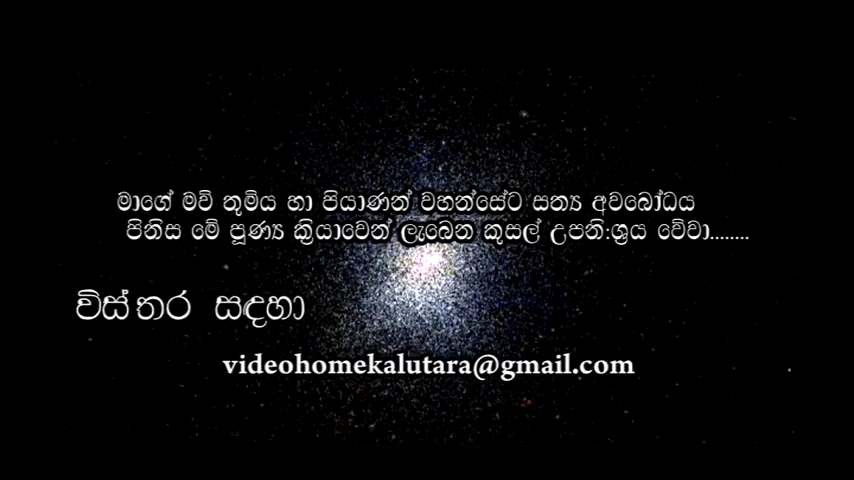 මාගේ මව් තුමිය හා පියාණන් වහන්සේට සත්‍ය අවබෝධය
පිනිස මේ පූණ්‍ය ක්‍රියාවෙන් ලැබෙන කුසල් උපනි:ශ්‍රය වේවා........
විස්තර සඳහා
videohomekalutara@gmail.com